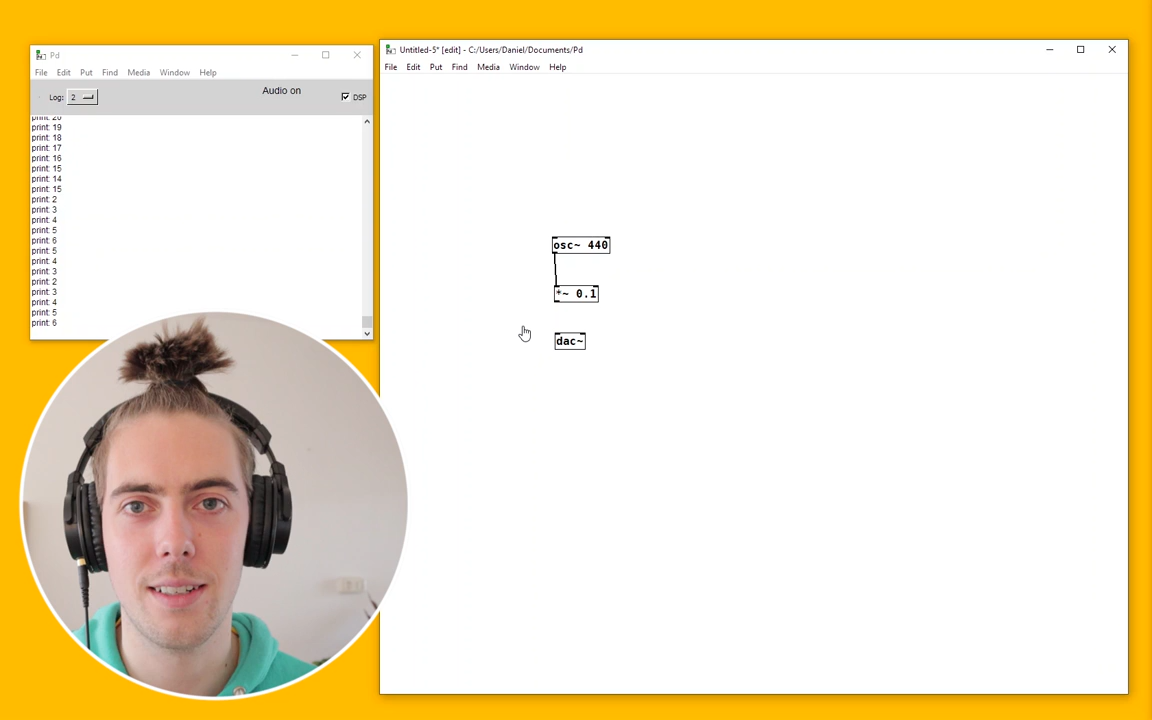 Pd
File Edit Put Find Media Window Help
Log: 2
Audio on
DSP
print: 20
print: 19
print: 18
print: 17
print: 16
print: 15
print: 14
print: 15
print: 2
print: 3
print: 4
print: 5
print: 6
print: 5
print: 4
print: 3
print: 2
print: 3
print: 4
print: 5
print: 6
Untitled-5* [edit] - C:/Users/Daniel/Documents/Pd
File Edit Put Find Media Window Help
osc~ 440
*~ 0.1
dac~